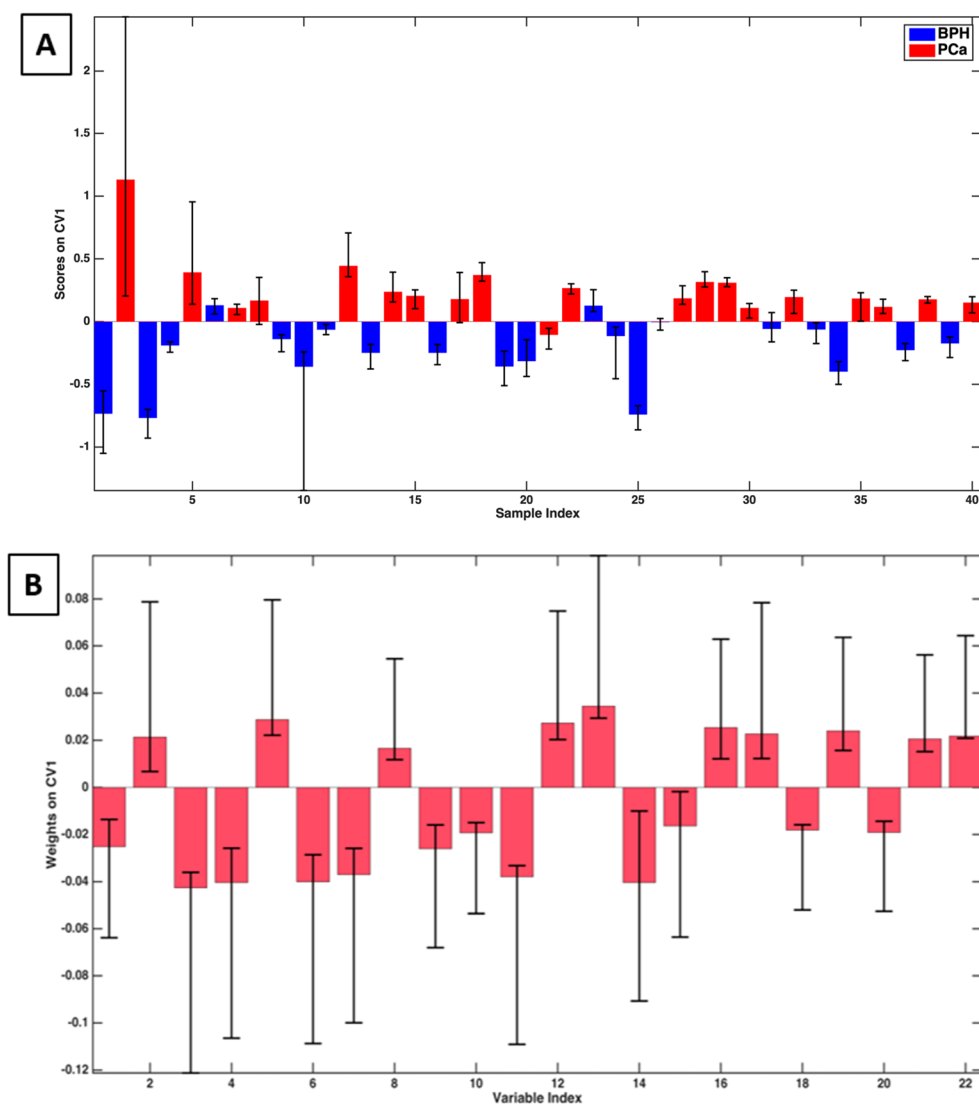 A
BPH
PCa
2
1.5
1
0.5
0
-0.5
-1
Scores on CV1
5 10 15 20 25 30 35 40
Sample Index
B
0.08
0.06
0.04
0.02
0
-0.02
-0.04
-0.06
-0.08
-0.1
-0.12
Weights on CV1
2 4 6 8 10 12 14 16 18 20 22
Variable Index